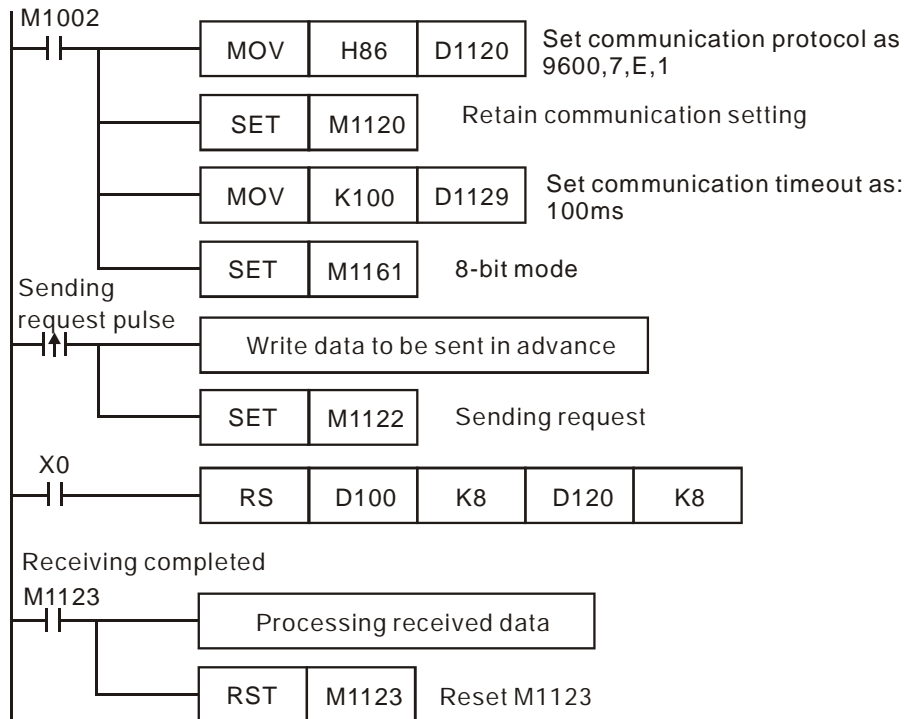 M1002
MOV H86 D1120 Set communication protocol as
9600,7,E,1
SET M1120 Retain communication setting
MOV K100 D1129 Set communication timeout as:
100ms
SET M1161 8-bit mode
Sending
request pulse
Write data to be sent in advance
SET M1122 Sending request
X0
RS D100 K8 D120 K8
Receiving completed
M1123
Processing received data
RST M1123 Reset M1123